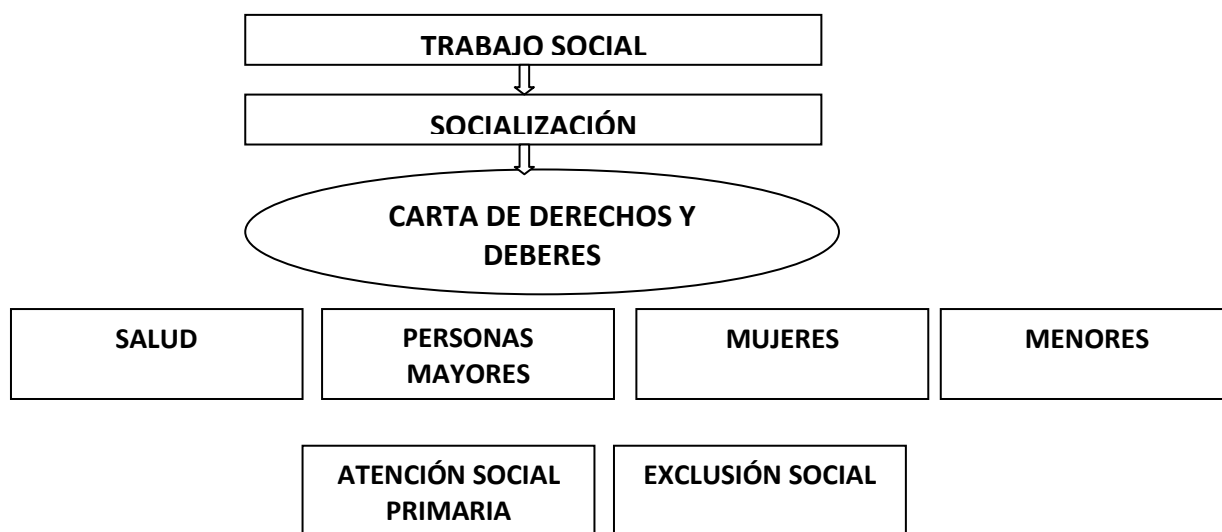 TRABAJO SOCIAL
SOCIALIZACIÓN
CARTA DE DERECHOS Y
DEBERES
SALUD
PERSONAS
MAYORES
MUJERES
MENORES
ATENCIÓN SOCIAL
PRIMARIA
EXCLUSIÓN SOCIAL